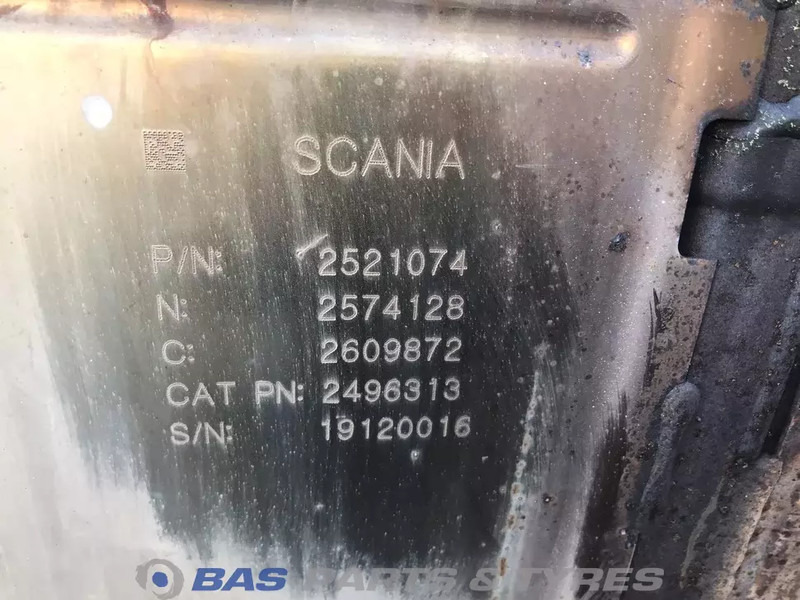 SCANIA
P/N: 2521074
N: 2574128
C: 2609872
CAT PN: 2496313
S/N: 19120016
BAS PARTS & TYRES